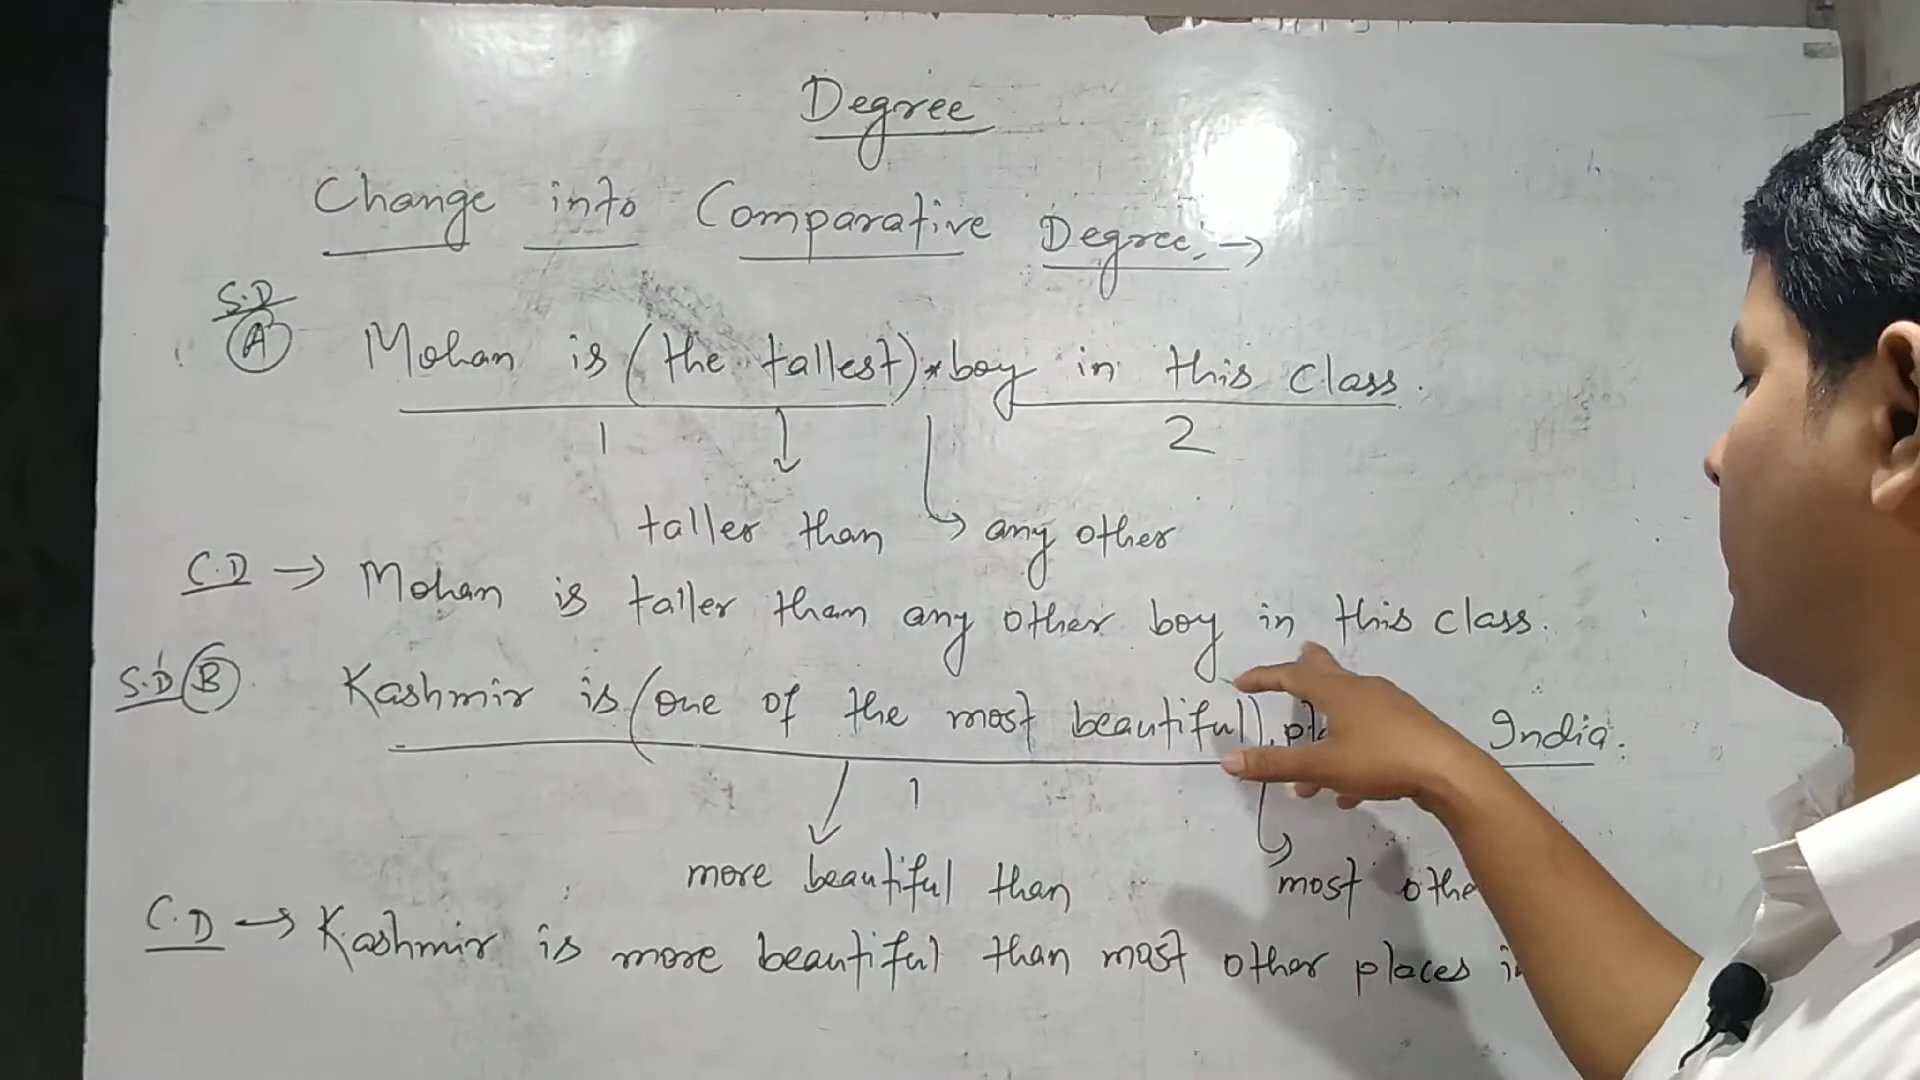 Degree
Change into Comparative Degree, →
S.D
(A) Mohan is (the tallest) * boy in this class.
1 2
taller than → any other
C.D → Mohan is taller than any other boy in this class.
S.D (B) Kashmir is (one of the most beautiful) India.
1
more beautiful than most
C.D → Kashmir is more beautiful than most other places